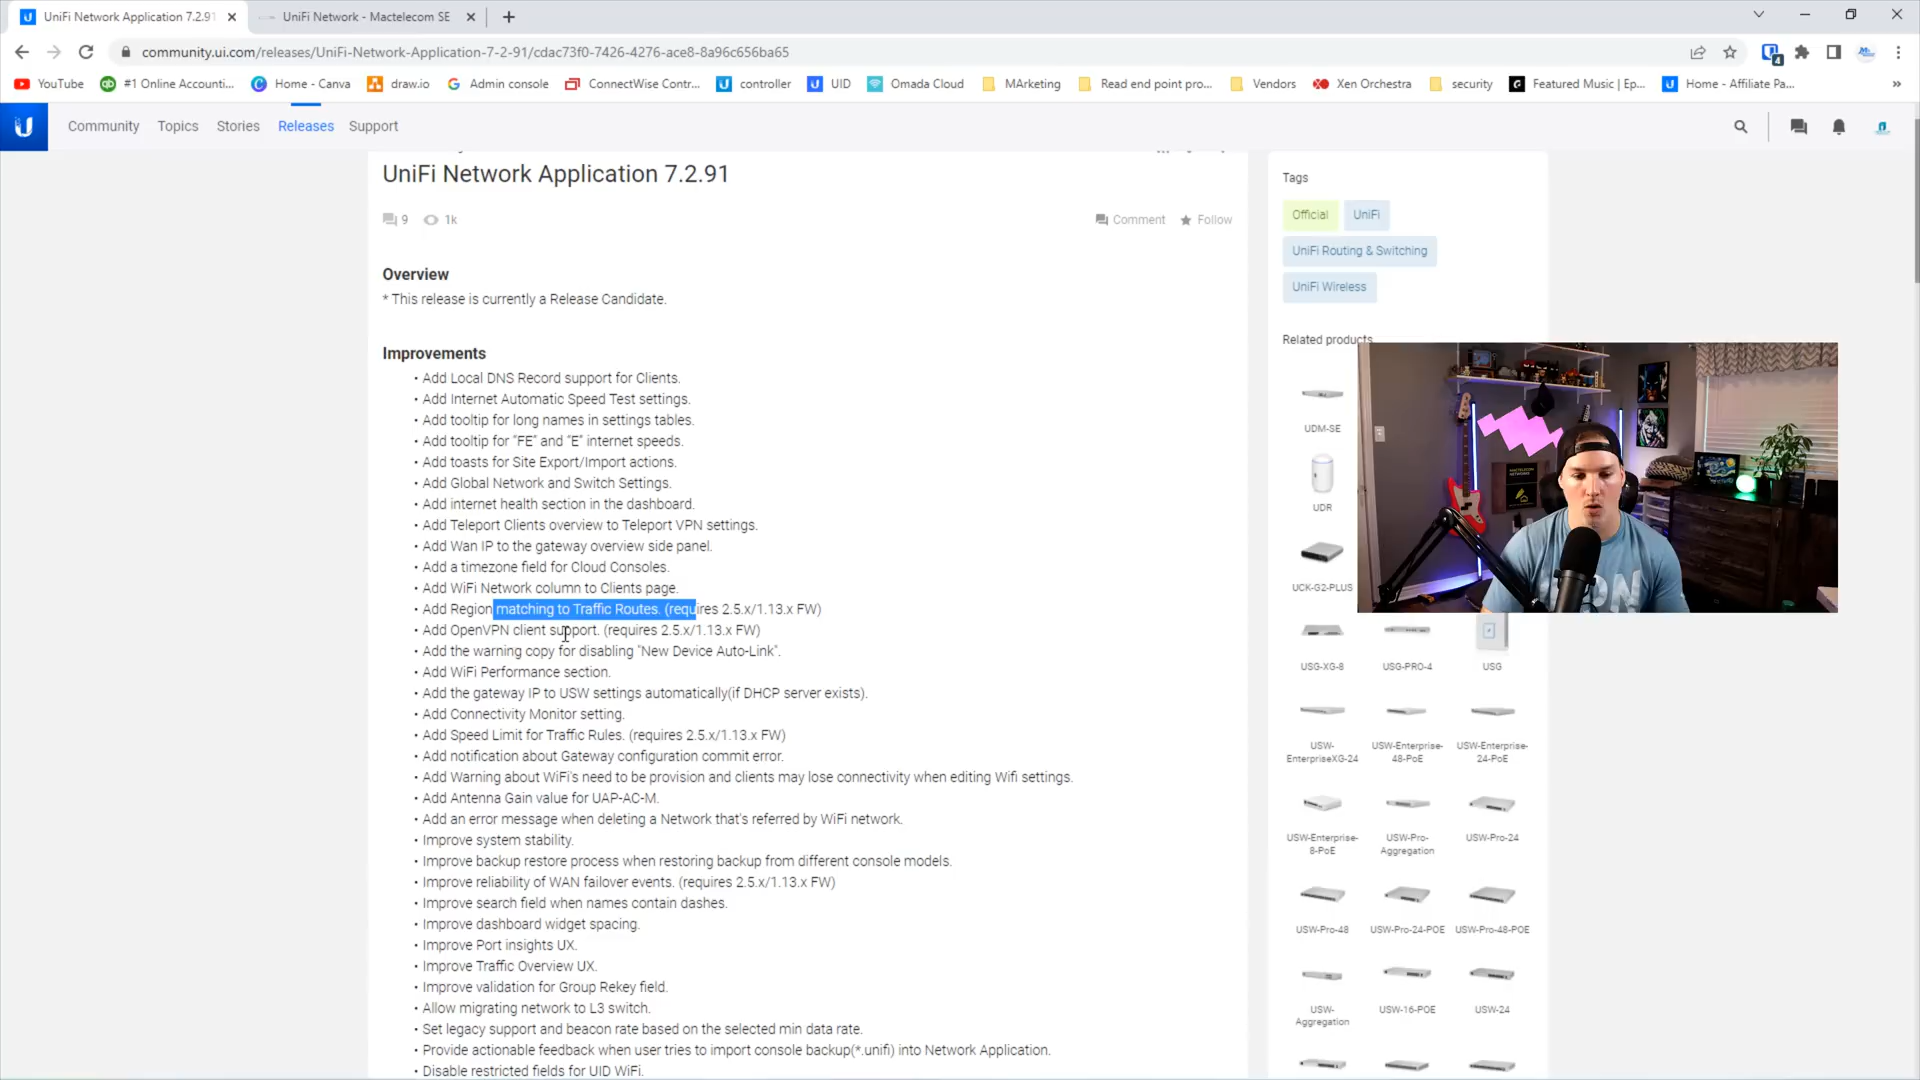 UniFi Network Application 7.2.91
UniFi Network - Mactelecom SE
community.ui.com/releases/UniFi-Network-Application-7-2-91/cdac73f0-7426-4276-ace8-8a96c656ba65
4
YouTube
#1 Online Accounti...
Home - Canva
draw.io
Admin console
ConnectWise Contr...
controller
UID
Omada Cloud
MArketing
Read end point pro...
Vendors
Xen Orchestra
security
Featured Music | Ep...
Home - Affiliate Pa...
Community
Topics
Stories
Releases
Support
UniFi Network Application 7.2.91
9
1k
Comment
Follow
Overview
* This release is currently a Release Candidate.
Improvements
• Add Local DNS Record support for Clients.
• Add Internet Automatic Speed Test settings.
• Add tooltip for long names in settings tables.
• Add tooltip for “FE” and “E” internet speeds.
• Add toasts for Site Export/Import actions.
• Add Global Network and Switch Settings.
• Add internet health section in the dashboard.
• Add Teleport Clients overview to Teleport VPN settings.
• Add Wan IP to the gateway overview side panel.
• Add a timezone field for Cloud Consoles.
• Add WiFi Network column to Clients page.
• Add Region matching to Traffic Routes. (requires 2.5.x/1.13.x FW)
• Add OpenVPN client support. (requires 2.5.x/1.13.x FW)
• Add the warning copy for disabling "New Device Auto-Link".
• Add WiFi Performance section.
• Add the gateway IP to USW settings automatically(if DHCP server exists).
• Add Connectivity Monitor setting.
• Add Speed Limit for Traffic Rules. (requires 2.5.x/1.13.x FW)
• Add notification about Gateway configuration commit error.
• Add Warning about WiFi's need to be provision and clients may lose connectivity when editing Wifi settings.
• Add Antenna Gain value for UAP-AC-M.
• Add an error message when deleting a Network that's referred by WiFi network.
• Improve system stability.
• Improve backup restore process when restoring backup from different console models.
• Improve reliability of WAN failover events. (requires 2.5.x/1.13.x FW)
• Improve search field when names contain dashes.
• Improve dashboard widget spacing.
• Improve Port insights UX.
• Improve Traffic Overview UX.
• Improve validation for Group Rekey field.
• Allow migrating network to L3 switch.
• Set legacy support and beacon rate based on the selected min data rate.
• Provide actionable feedback when user tries to import console backup(*.unifi) into Network Application.
• Disable restricted fields for UID WiFi.
Tags
Official
UniFi
UniFi Routing & Switching
UniFi Wireless
Related products
UDM-SE
UDR
UCK-G2-PLUS
USG-XG-8
USG-PRO-4
USG
USW-
EnterpriseXG-24
USW-Enterprise-
48-PoE
USW-Enterprise-
24-PoE
USW-Enterprise-
8-PoE
USW-Pro-
Aggregation
USW-Pro-24
USW-Pro-48
USW-Pro-24-POE
USW-Pro-48-POE
USW-
Aggregation
USW-16-POE
USW-24